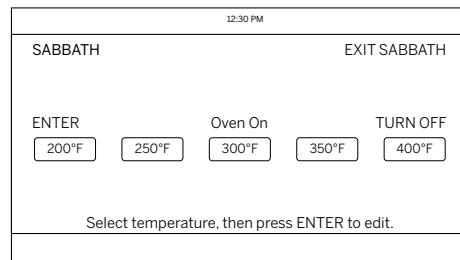 12:30 PM
SABBATH EXIT SABBATH
ENTER Oven On TURN OFF
200°F 250°F 300°F 350°F 400°F
Select temperature, then press ENTER to edit.